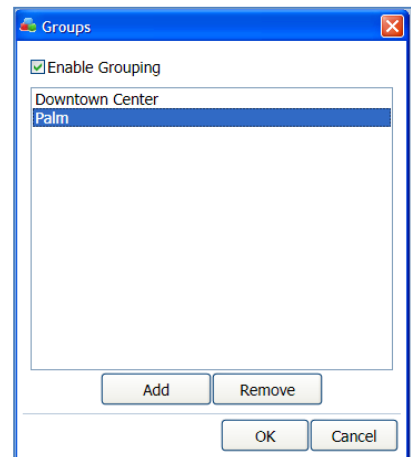 Groups
Enable Grouping
Downtown Center
Palm
Add Remove
OK Cancel